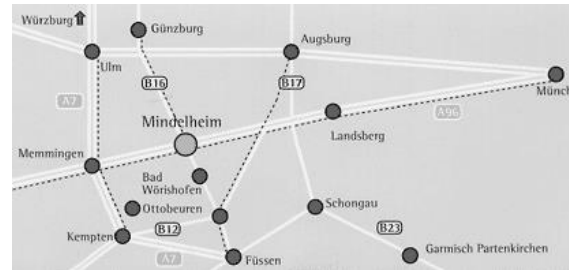 Würzburg
Günzburg
Augsburg
Ulm
B16
B17
Münch
A7
A96
Mindelheim
Landsberg
Memmingen
Bad
Wörishofen
Ottobeuren
Schongau
B12
B23
Kempten
A7
Füssen
Garmisch Partenkirchen